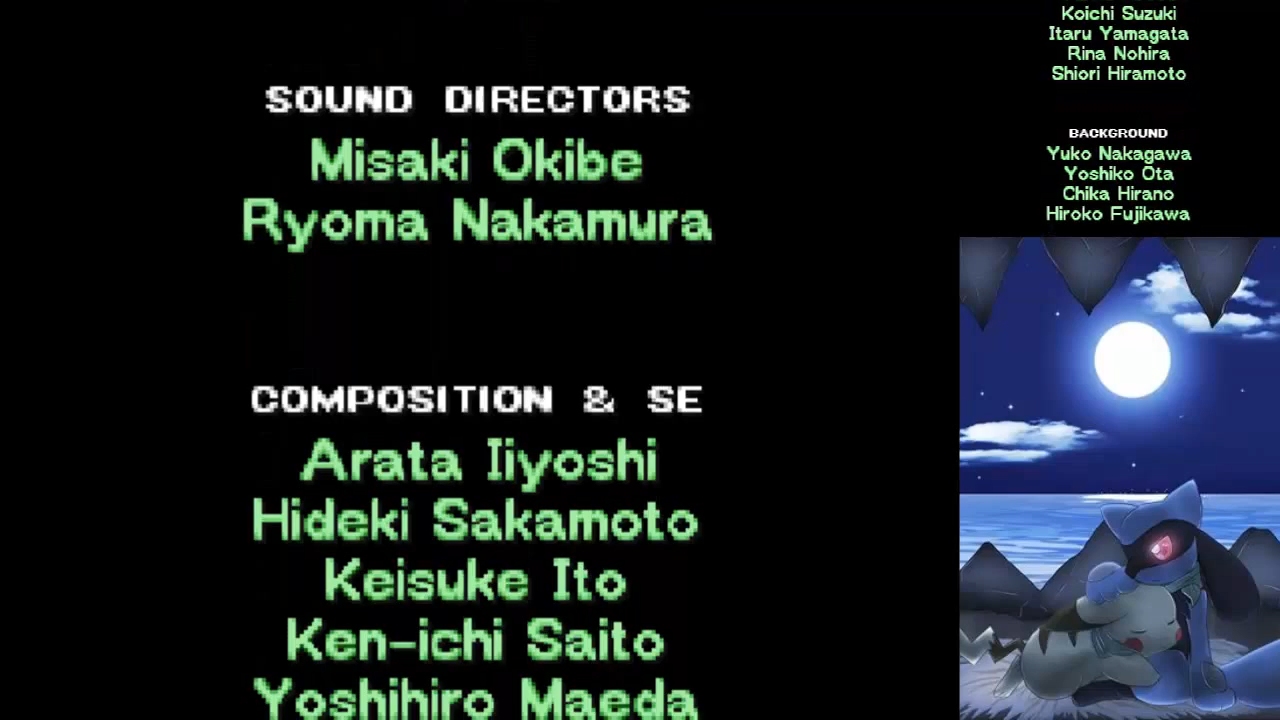 SOUND DIRECTORS
Misaki Okibe
Ryoma Nakamura
COMPOSITION & SE
Arata Iiyoshi
Hideki Sakamoto
Keisuke Ito
Ken-ichi Saito
Yoshihiro Maeda
Koichi Suzuki
Itaru Yamagata
Rina Nohira
Shiori Hiramoto
BACKGROUND
Yuko Nakagawa
Yoshiko Ota
Chika Hirano
Hiroko Fujikawa